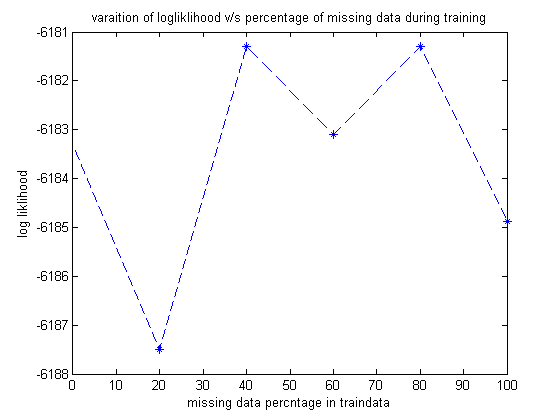 varaition of logliklihood v/s percentage of missing data during training
-6181
-6182
-6183
-6184
-6185
-6186
-6187
-6188
log liklihood
0 10 20 30 40 50 60 70 80 90 100
missing data percntage in traindata